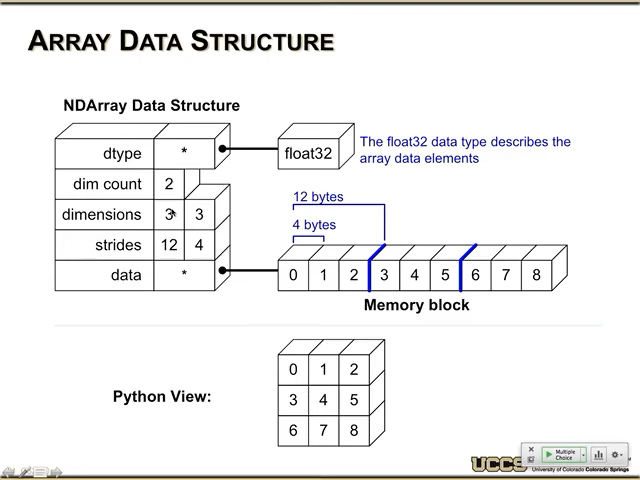 ARRAY DATA STRUCTURE
NDArray Data Structure
dtype *
float32
The float32 data type describes the
array data elements
dim count 2
dimensions 3 3
strides 12 4
data *
12 bytes
4 bytes
0 1 2 3 4 5 6 7 8
Memory block
Python View:
0 1 2
3 4 5
6 7 8
Multiple
Choice
UCCS
University of Colorado Colorado Springs